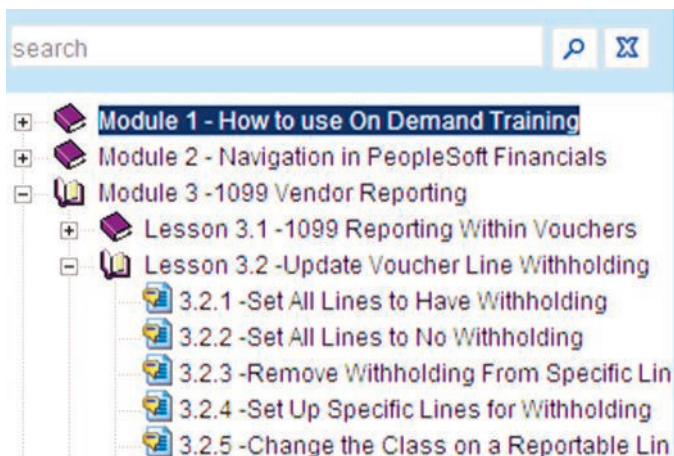 search
Module 1 - How to use On Demand Training
Module 2 - Navigation in PeopleSoft Financials
Module 3 -1099 Vendor Reporting
Lesson 3.1 -1099 Reporting Within Vouchers
Lesson 3.2 -Update Voucher Line Withholding
3.2.1 -Set All Lines to Have Withholding
3.2.2 -Set All Lines to No Withholding
3.2.3 -Remove Withholding From Specific Lin
3.2.4 -Set Up Specific Lines for Withholding
3.2.5 -Change the Class on a Reportable Lin